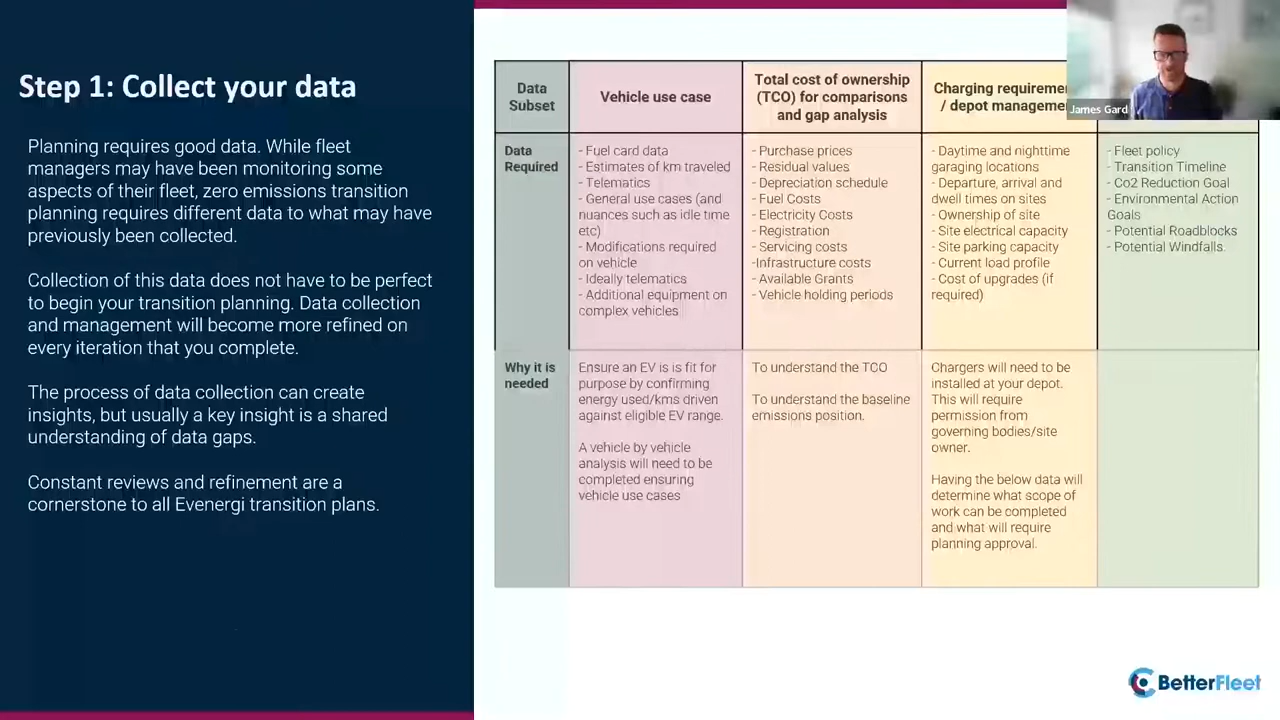 Step 1: Collect your data
Planning requires good data. While fleet
managers may have been monitoring some
aspects of their fleet, zero emissions transition
planning requires different data to what may have
previously been collected.
Collection of this data does not have to be perfect
to begin your transition planning. Data collection
and management will become more refined on
every iteration that you complete.
The process of data collection can create
insights, but usually a key insight is a shared
understanding of data gaps.
Constant reviews and refinement are a
cornerstone to all Evenergi transition plans.
Data
Subset
Vehicle use case
Total cost of ownership
(TCO) for comparisons
and gap analysis
Charging
/ depot
James Gard
Data
Required
- Fuel card data
- Estimates of km traveled
- Telematics
- General use cases (and
nuances such as idle time
etc)
- Modifications required
on vehicle
- Ideally telematics
- Additional equipment on
complex vehicles
- Purchase prices
- Residual values
- Depreciation schedule
- Fuel Costs
- Electricity Costs
- Registration
- Servicing costs
-Infrastructure costs
- Available Grants
- Vehicle holding periods
- Daytime and nighttime
garaging locations
- Departure, arrival and
dwell times on sites
- Ownership of site
- Site electrical capacity
- Site parking capacity
- Current load profile
- Cost of upgrades (if
required)
- Fleet policy
- Transition Timeline
- Co2 Reduction Goal
- Environmental Action
Goals
- Potential Roadblocks
- Potential Windfalls.
Why it is
needed
Ensure an EV is is fit for
purpose by confirming
energy used/kms driven
against eligible EV range.
A vehicle by vehicle
analysis will need to be
completed ensuring
vehicle use cases
To understand the TCO
To understand the baseline
emissions position.
Chargers will need to be
installed at your depot.
This will require
permission from
governing bodies/site
owner.
Having the below data will
determine what scope of
work can be completed
and what will require
planning approval.
BetterFleet